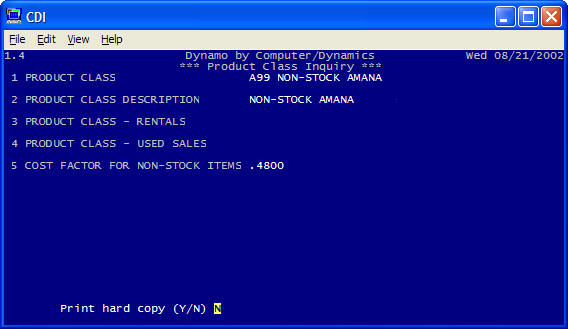 CDI
File Edit View Help
1.4 Dynamo by Computer/Dynamics Wed 08/21/2002
*** Product Class Inquiry ***
1 PRODUCT CLASS A99 NON-STOCK AMANA
2 PRODUCT CLASS DESCRIPTION NON-STOCK AMANA
3 PRODUCT CLASS - RENTALS
4 PRODUCT CLASS - USED SALES
5 COST FACTOR FOR NON-STOCK ITEMS .4800
Print hard copy (Y/N) N